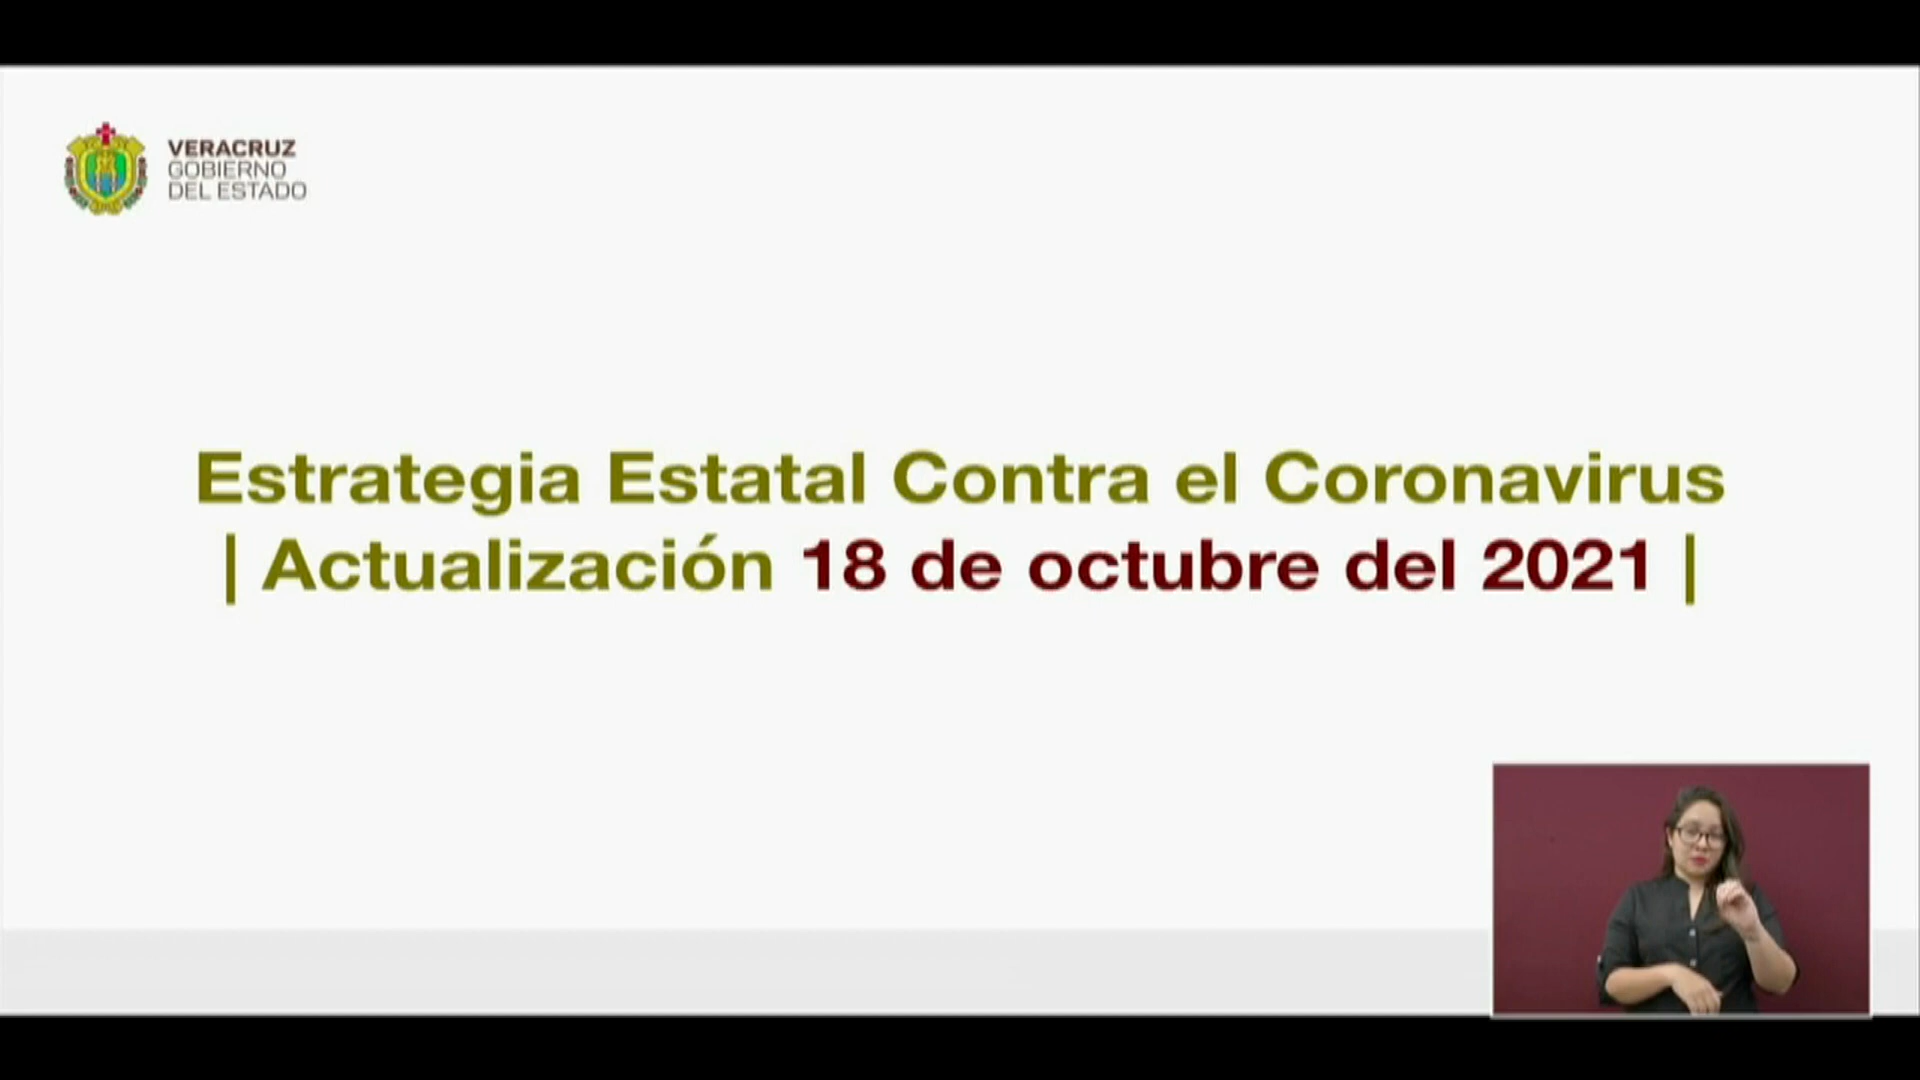 VERACRUZ
GOBIERNO
DEL ESTADO
Estrategia Estatal Contra el Coronavirus
| Actualización 18 de octubre del 2021 |